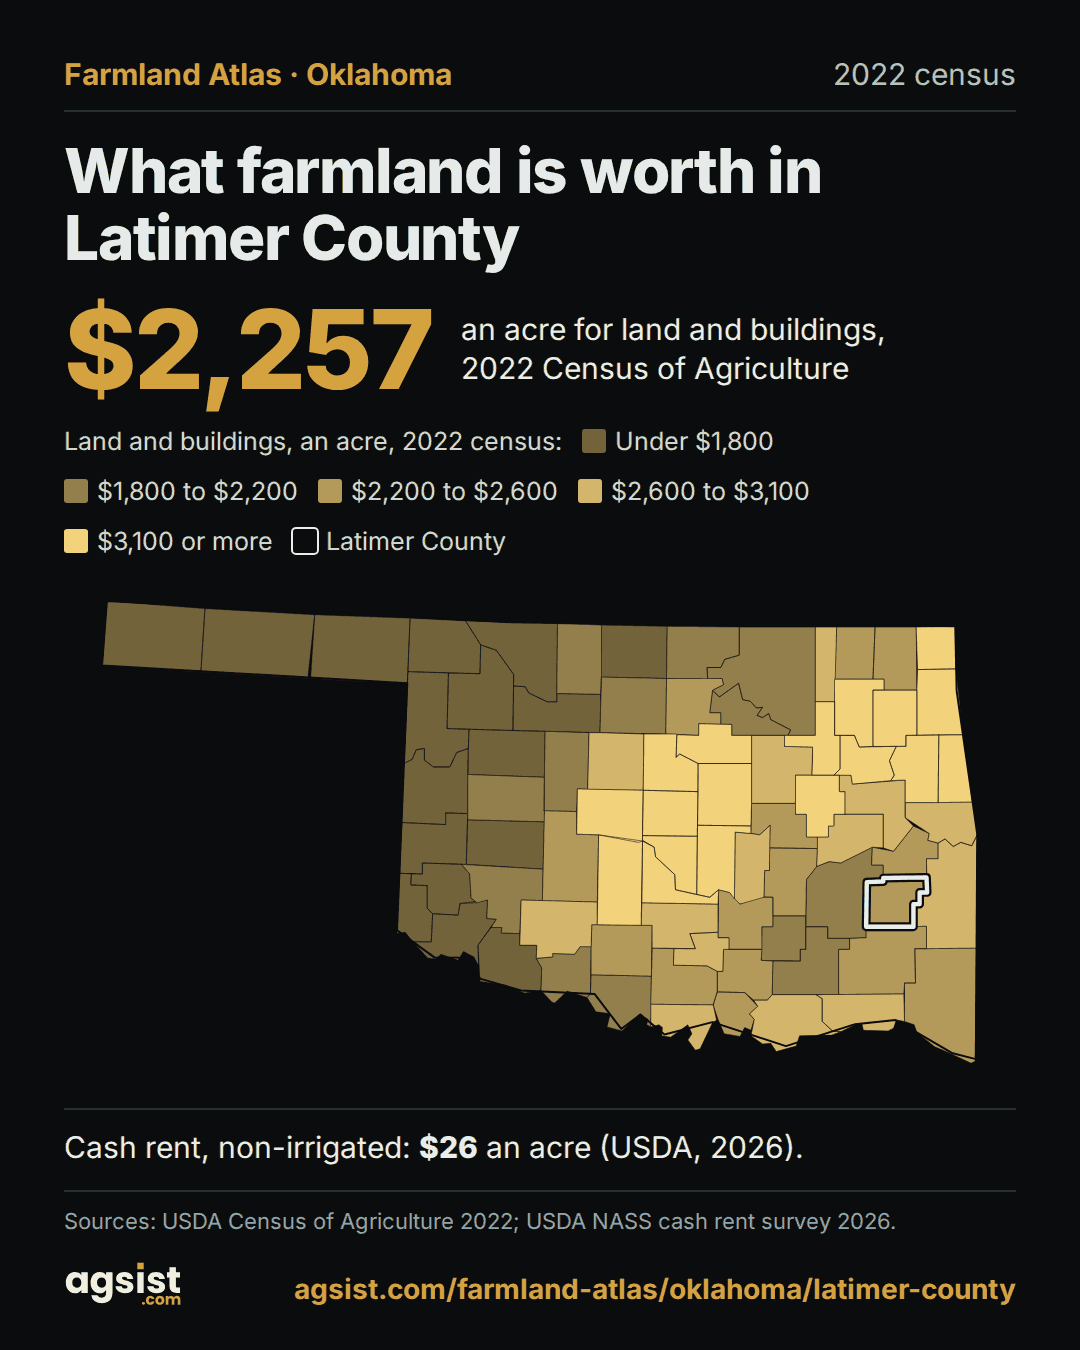 Farmland Atlas · Oklahoma
2022 census
What farmland is worth in
Latimer County
$2,257
an acre for land and buildings,
2022 Census of Agriculture
Land and buildings, an acre, 2022 census: Under $1,800
$1,800 to $2,200 $2,200 to $2,600 $2,600 to $3,100
$3,100 or more Latimer County
Cash rent, non-irrigated: $26 an acre (USDA, 2026).
Sources: USDA Census of Agriculture 2022; USDA NASS cash rent survey 2026.
agsist
.com
agsist.com/farmland-atlas/oklahoma/latimer-county